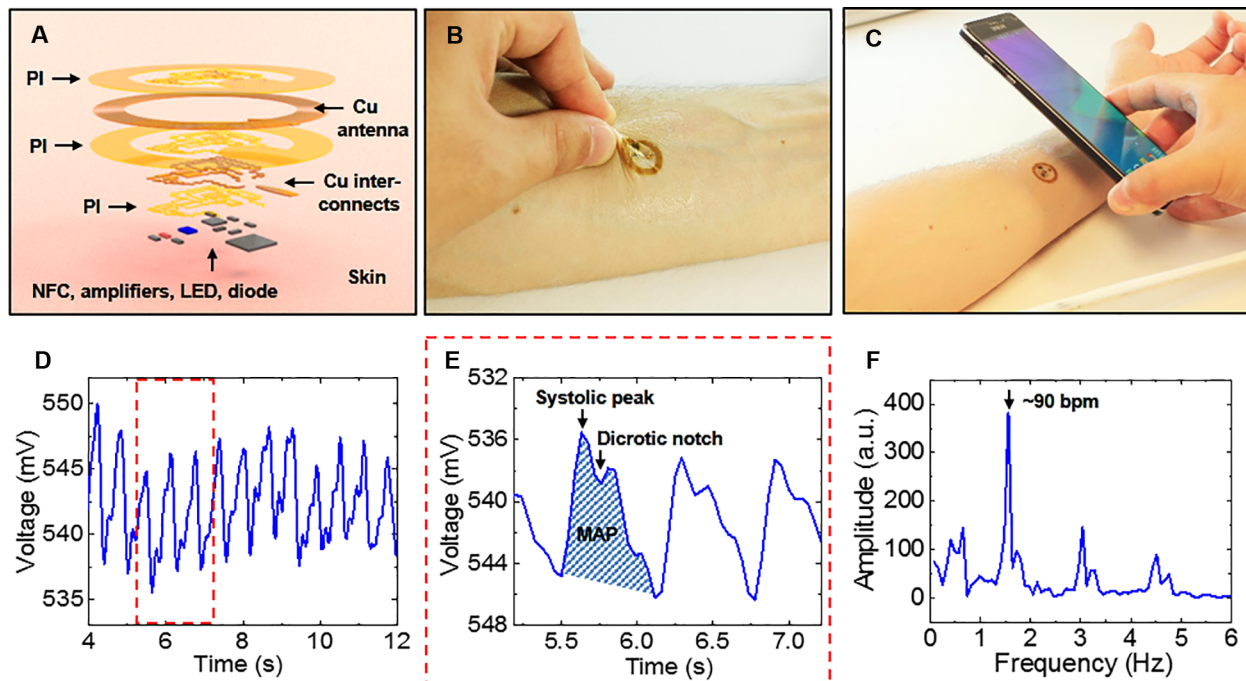 A
PI
Cu
antenna
PI
Cu inter-
connects
PI
NFC, amplifiers, LED, diode
Skin
B
C
D
550
545
540
535
Voltage (mV)
4 6 8 10 12
Time (s)
E
532
536
540
544
548
Voltage (mV)
Systolic peak
Dicrotic notch
MAP
5.5 6.0 6.5 7.0
Time (s)
F
400
300
200
100
0
Amplitude (a.u.)
~90 bpm
0 1 2 3 4 5 6
Frequency (Hz)